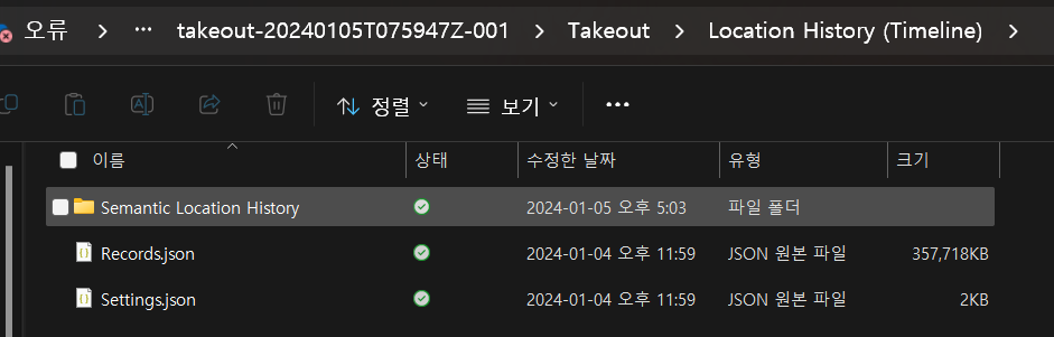 오류 > ··· takeout-20240105T075947Z-001 > Takeout > Location History (Timeline) >
정렬 보기 ···
이름 상태 수정한 날짜 유형 크기
Semantic Location History 2024-01-05 오후 5:03 파일 폴더
Records.json 2024-01-04 오후 11:59 JSON 원본 파일 357,718KB
Settings.json 2024-01-04 오후 11:59 JSON 원본 파일 2KB